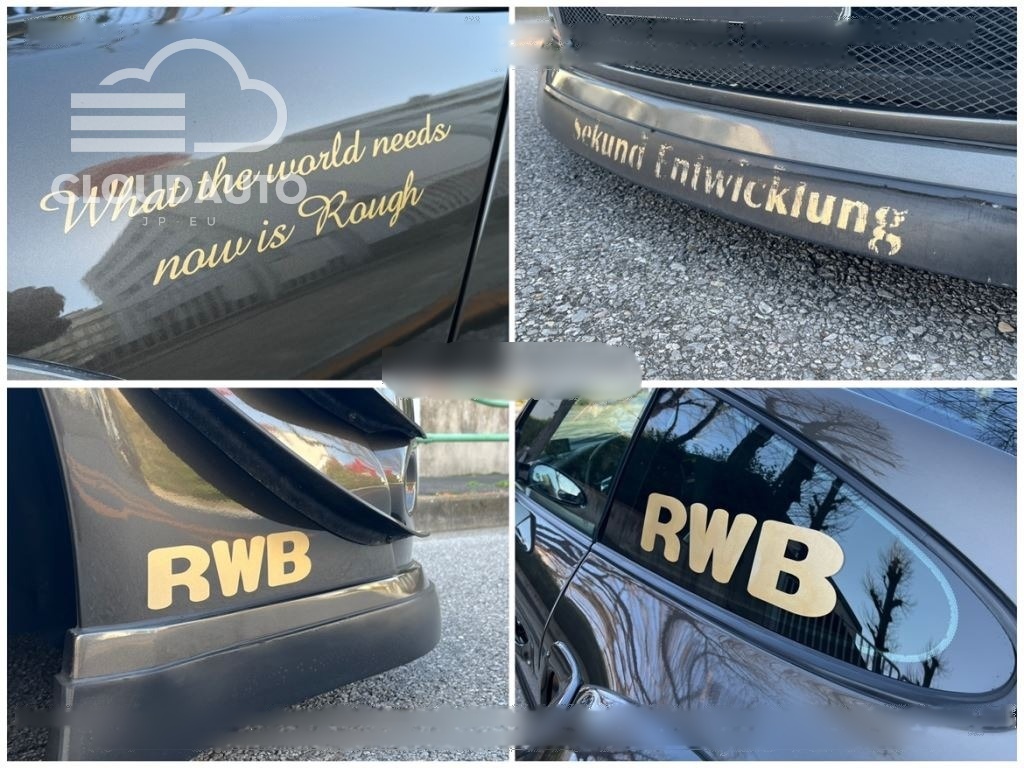 What the world needs
now is Rough
CLOUD AUTO
JP EU
Sekund Entwicklung
RWB
RWB